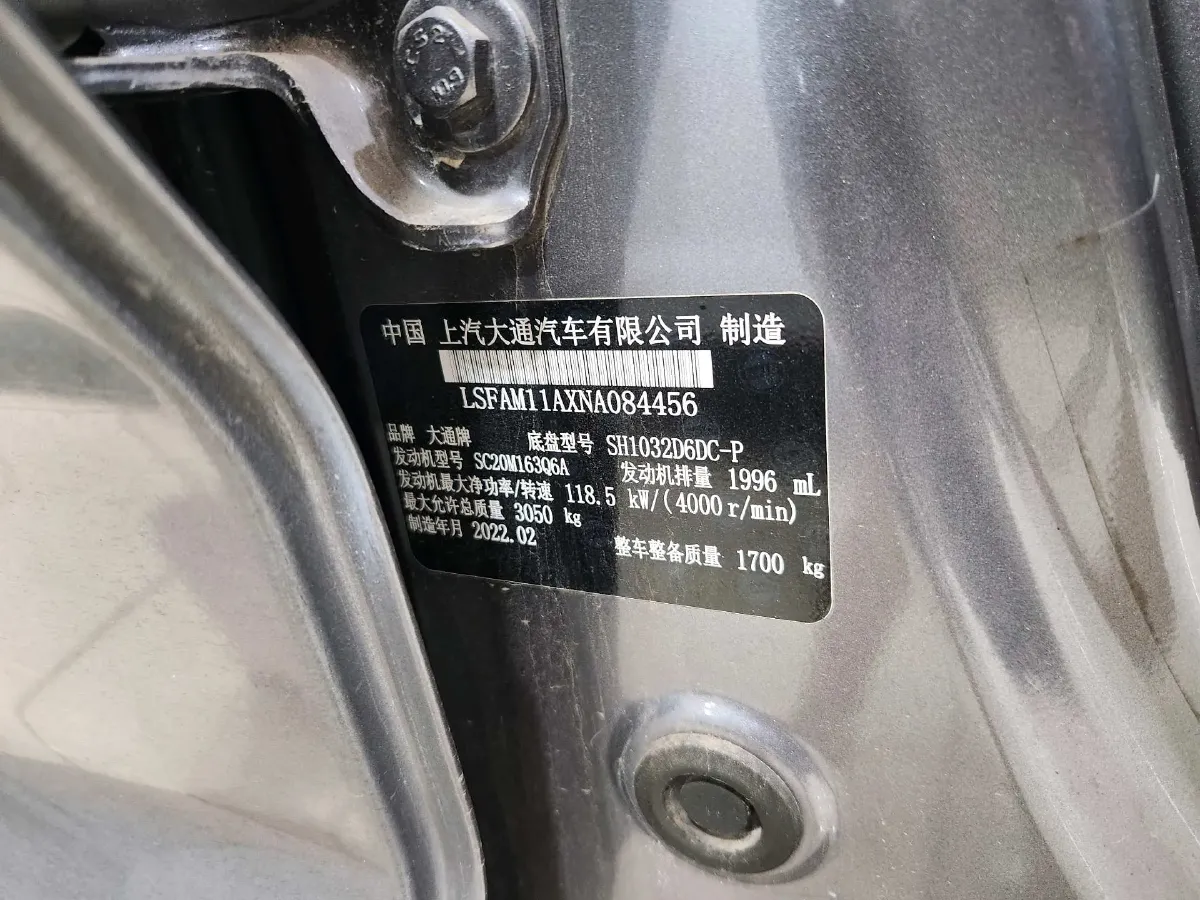 中国 上汽大通汽车有限公司 制造
LSFAM11AXNA084456
品牌 大通牌 底盘型号 SH1032D6DC-P
发动机型号 SC20M163Q6A 发动机排量 1996 mL
发动机最大净功率/转速 118.5 kW/(4000r/min)
最大允许总质量 3050 kg
制造年月 2022.02 整车整备质量 1700 kg